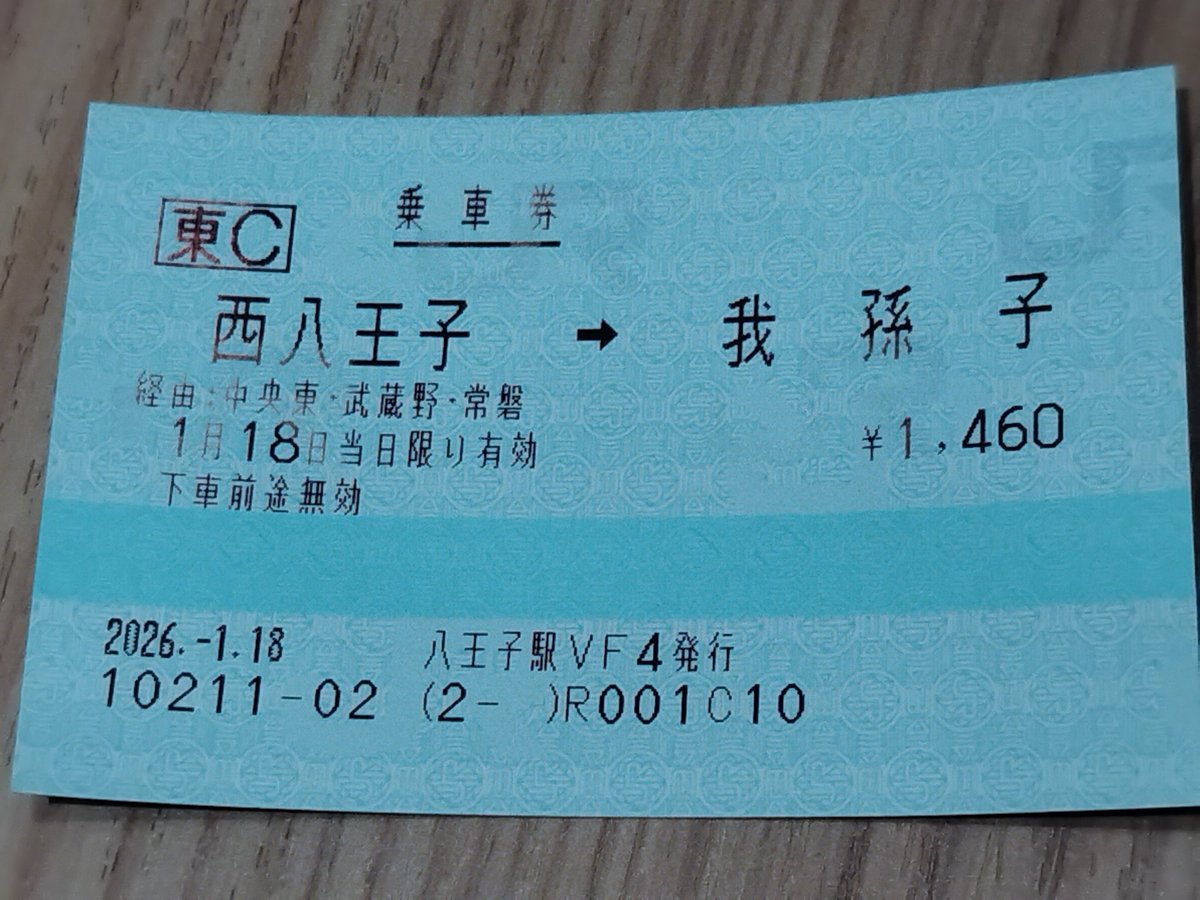 乗車券
東C
西八王子 → 我孫子
経由:中央東・武蔵野・常磐
1月18日当日限り有効 ¥1,460
下車前途無効
2026.-1.18 八王子駅VF4発行
10211-02 (2- )R001C10